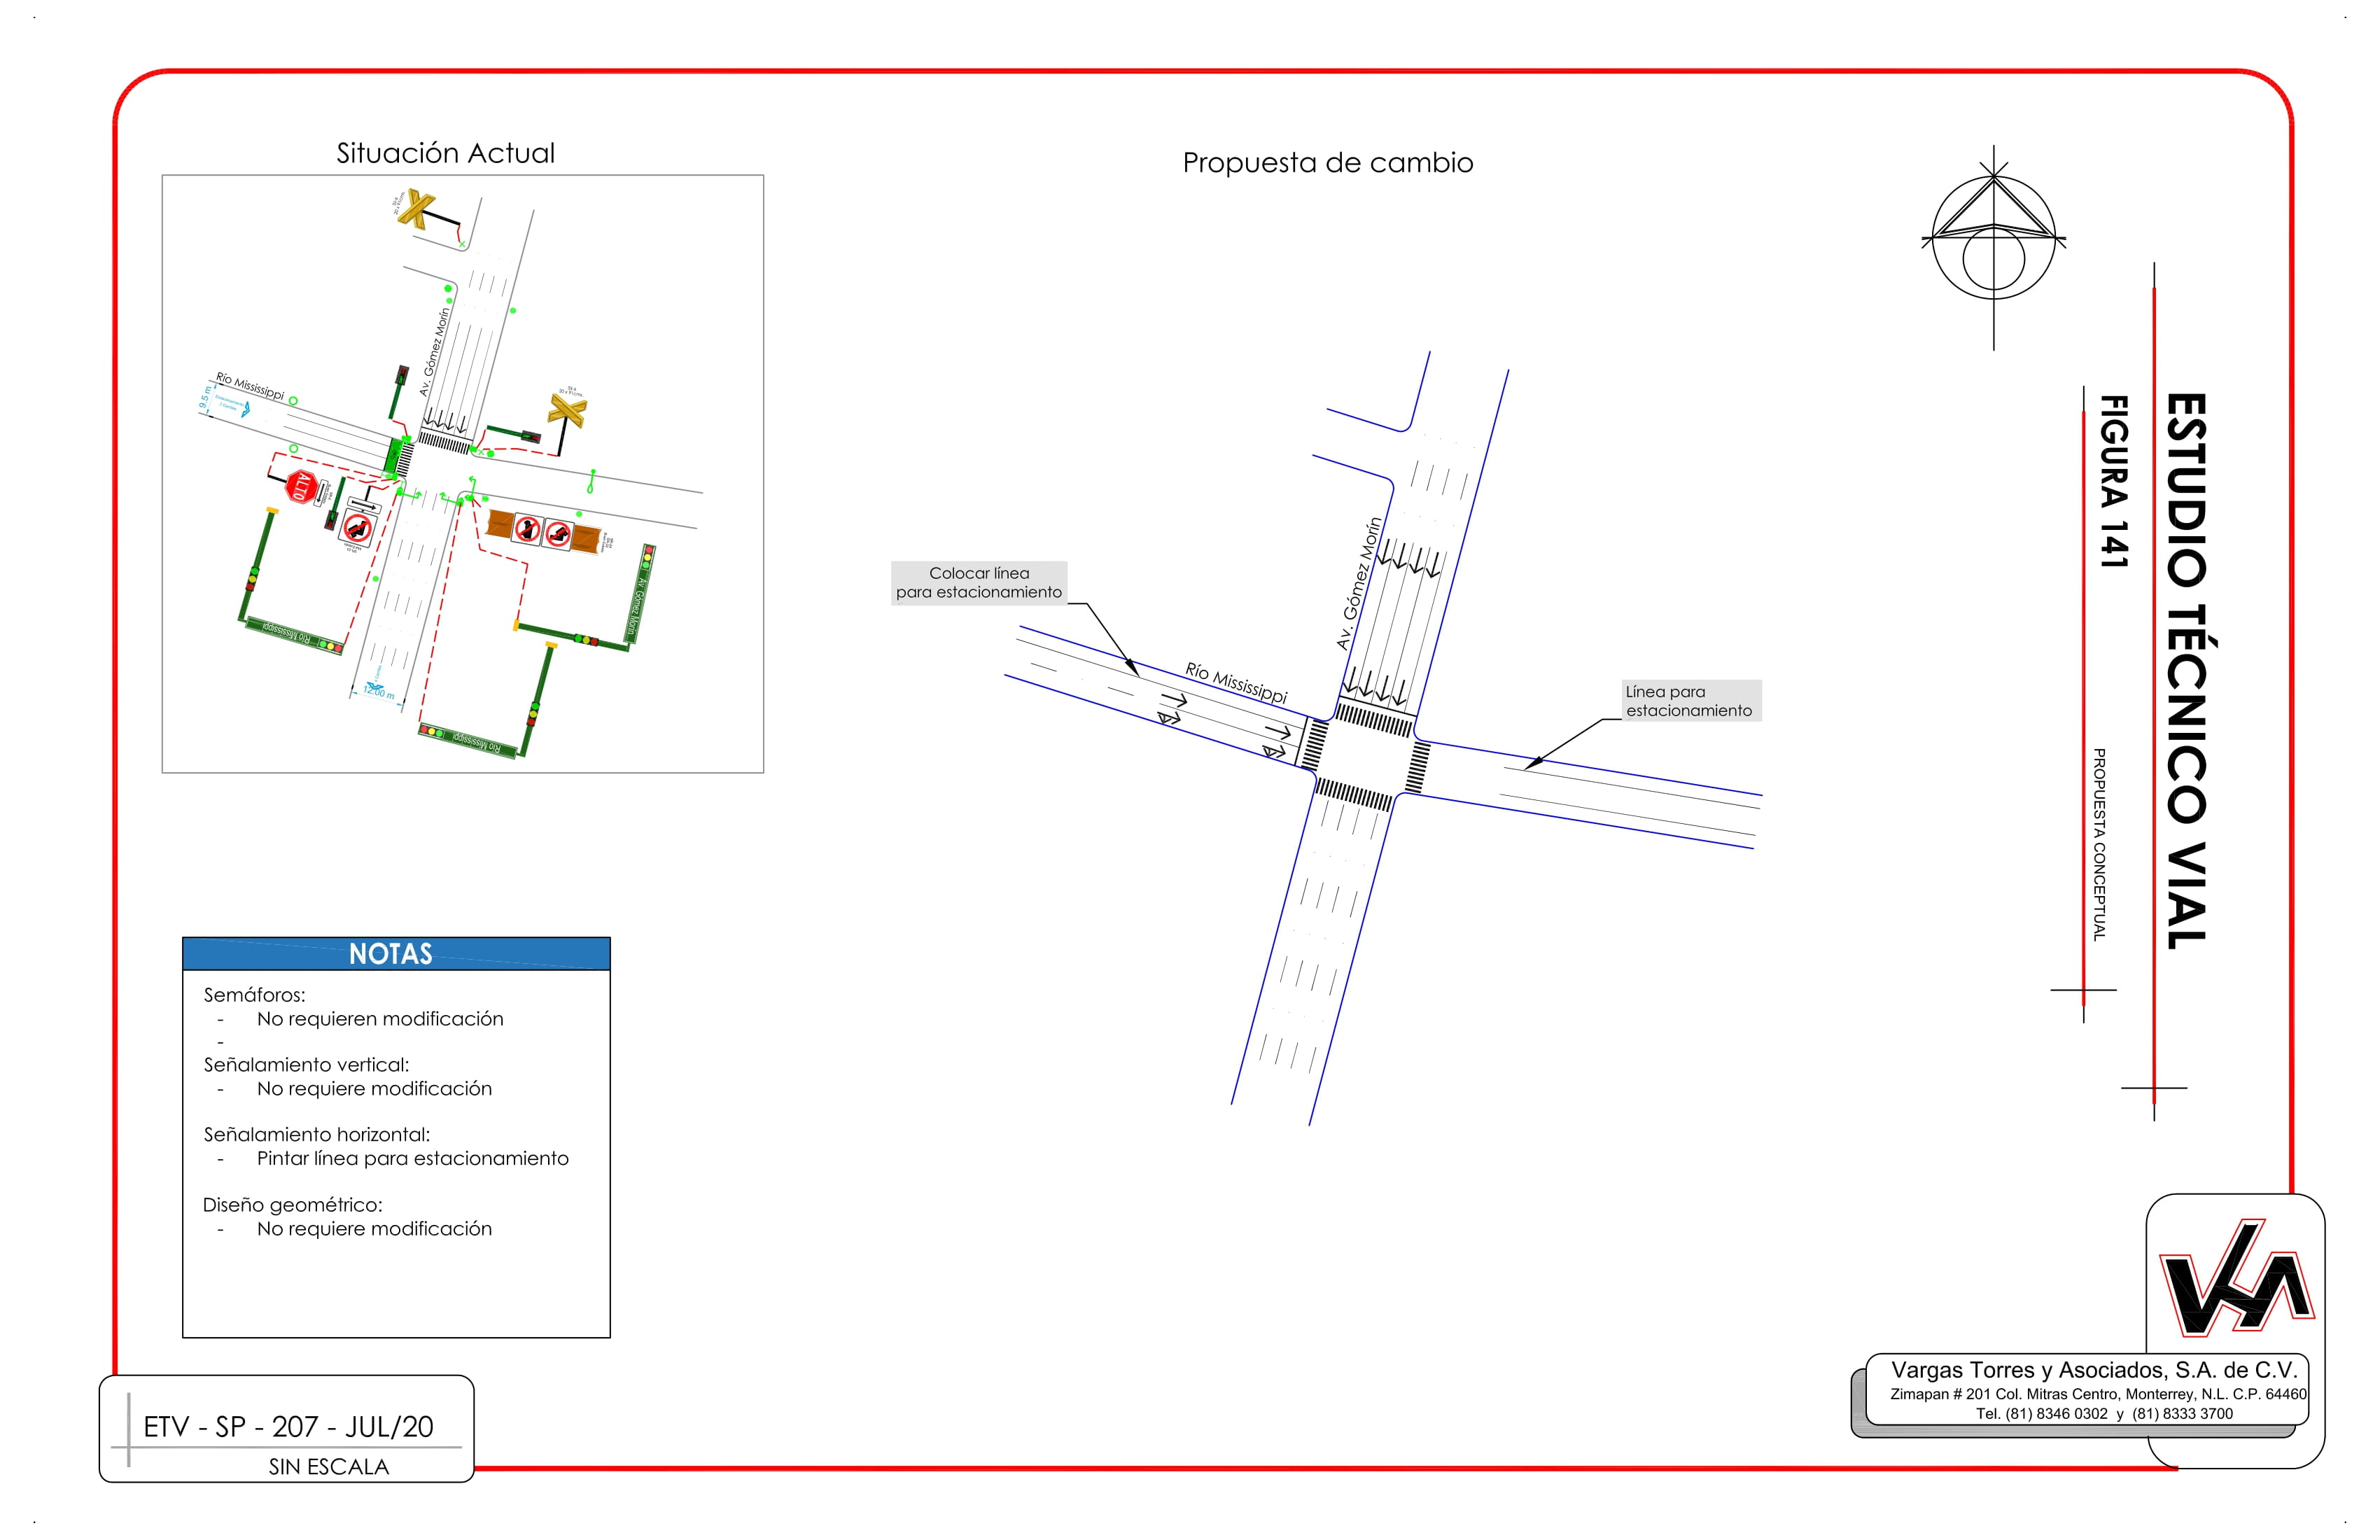 Situación Actual
Propuesta de cambio
Av. Gómez Morín
Río Mississippi
9.5 m
ALTO
Río Mississippi
Av. Gómez Morín
12.00 m
Río Mississippi
Colocar línea
para estacionamiento
Av. Gómez Morín
Río Mississippi
Línea para
estacionamiento
ESTUDIO TÉCNICO VIAL
FIGURA 141
PROPUESTA CONCEPTUAL
NOTAS
Semáforos:
- No requieren modificación
-
Señalamiento vertical:
- No requiere modificación
Señalamiento horizontal:
- Pintar línea para estacionamiento
Diseño geométrico:
- No requiere modificación
ETV - SP - 207 - JUL/20
SIN ESCALA
Vargas Torres y Asociados, S.A. de C.V.
Zimapan # 201 Col. Mitras Centro, Monterrey, N.L. C.P. 64460
Tel. (81) 8346 0302 y (81) 8333 3700